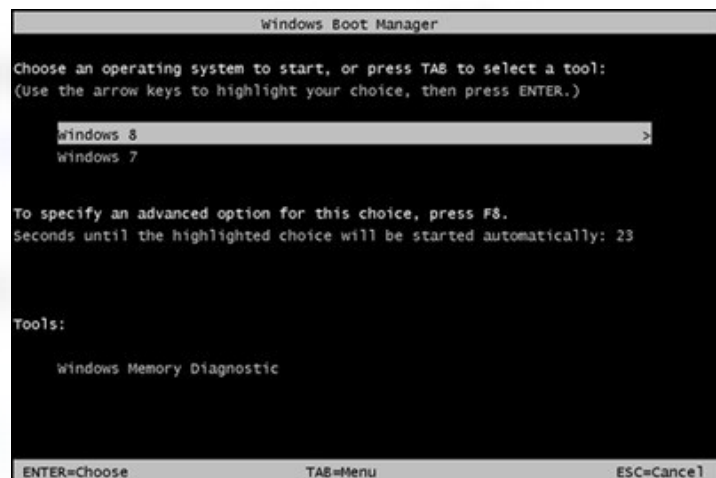 Windows Boot Manager
Choose an operating system to start, or press TAB to select a tool:
(Use the arrow keys to highlight your choice, then press ENTER.)
Windows 8 >
Windows 7
To specify an advanced option for this choice, press F8.
Seconds until the highlighted choice will be started automatically: 23
Tools:
Windows Memory Diagnostic
ENTER=Choose TAB=Menu ESC=Cancel